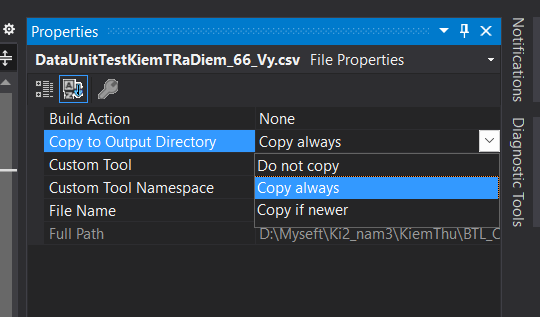 Properties
DataUnitTestKiemTRaDiem_66_Vy.csv File Properties
Build Action None
Copy to Output Directory Copy always
Custom Tool Do not copy
Custom Tool Namespace Copy always
File Name Copy if newer
Full Path D:\Myseft\Ki2_nam3\KiemThu\BTL_C
Notifications
Diagnostic Tools